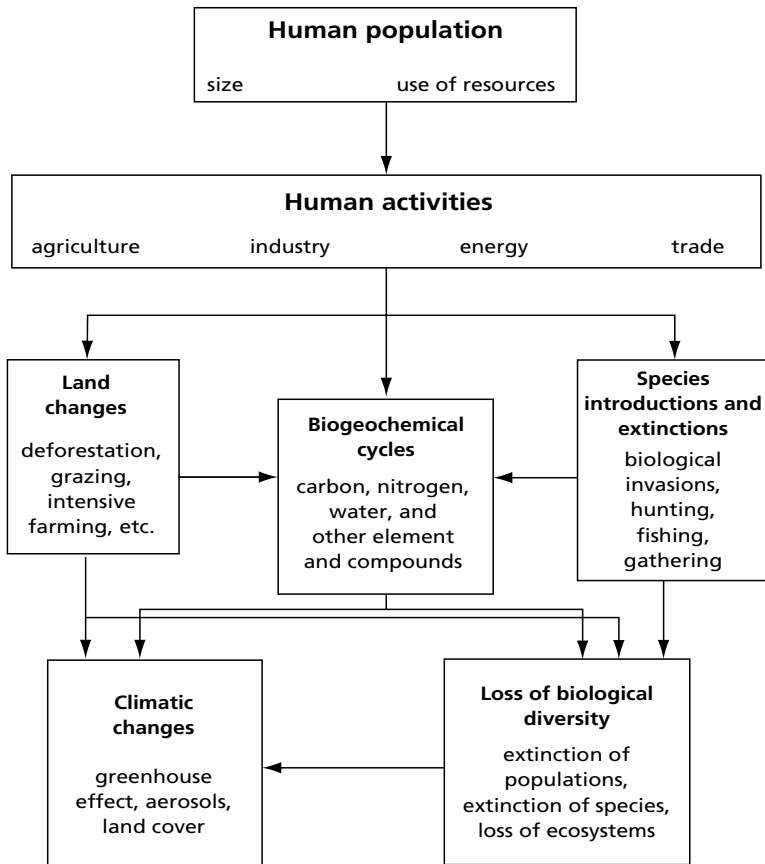 Human population
size use of resources
Human activities
agriculture industry energy trade
Land
changes
deforestation,
grazing,
intensive
farming, etc.
Biogeochemical
cycles
carbon, nitrogen,
water, and
other element
and compounds
Species
introductions and
extinctions
biological
invasions,
hunting,
fishing,
gathering
Climatic
changes
greenhouse
effect, aerosols,
land cover
Loss of biological
diversity
extinction of
populations,
extinction of species,
loss of ecosystems